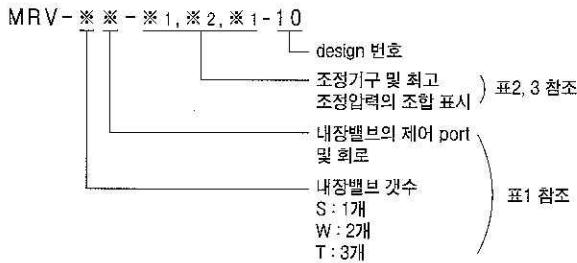 MRV-※※-※1,※2,※1-10
design 번호
조정기구 및 최고
조정압력의 조합 표시
표2, 3 참조
내장밸브의 제어 port
및 회로
내장밸브 갯수
S : 1개
W : 2개
T : 3개
표1 참조